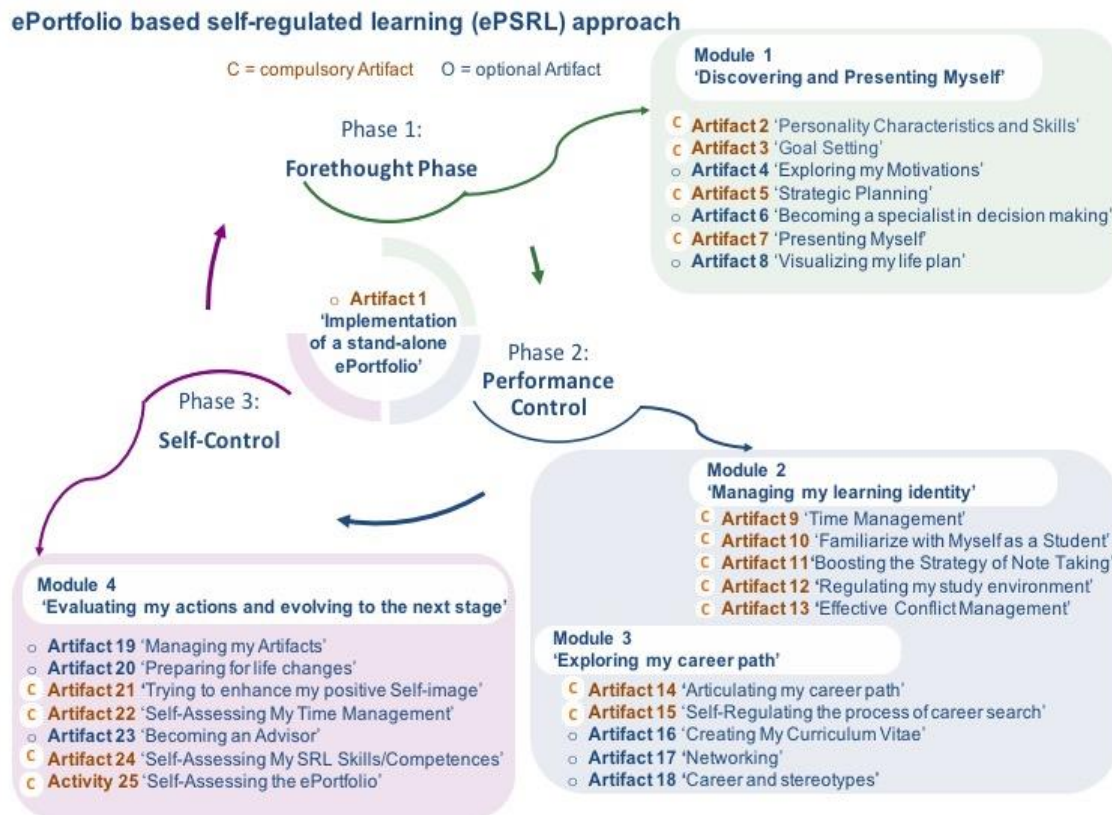 ePortfolio based self-regulated learning (ePSRL) approach
C = compulsory Artifact O = optional Artifact
Phase 1:
Forethought Phase
Module 1
‘Discovering and Presenting Myself’
C Artifact 2 ‘Personality Characteristics and Skills’
C Artifact 3 ‘Goal Setting’
o Artifact 4 ‘Exploring my Motivations’
C Artifact 5 ‘Strategic Planning’
o Artifact 6 ‘Becoming a specialist in decision making’
C Artifact 7 ‘Presenting Myself’
o Artifact 8 ‘Visualizing my life plan’
o Artifact 1
‘Implementation
of a stand-alone
ePortfolio’
Phase 2:
Performance
Control
Module 2
‘Managing my learning identity’
C Artifact 9 ‘Time Management’
C Artifact 10 ‘Familiarize with Myself as a Student’
C Artifact 11 ‘Boosting the Strategy of Note Taking’
C Artifact 12 ‘Regulating my study environment’
C Artifact 13 ‘Effective Conflict Management’
Module 3
‘Exploring my career path’
C Artifact 14 ‘Articulating my career path’
C Artifact 15 ‘Self-Regulating the process of career search’
o Artifact 16 ‘Creating My Curriculum Vitae’
o Artifact 17 ‘Networking’
o Artifact 18 ‘Career and stereotypes’
Phase 3:
Self-Control
Module 4
‘Evaluating my actions and evolving to the next stage’
o Artifact 19 ‘Managing my Artifacts’
o Artifact 20 ‘Preparing for life changes’
C Artifact 21 ‘Trying to enhance my positive Self-image’
C Artifact 22 ‘Self-Assessing My Time Management’
o Artifact 23 ‘Becoming an Advisor’
C Artifact 24 ‘Self-Assessing My SRL Skills/Competences’
C Activity 25 ‘Self-Assessing the ePortfolio’